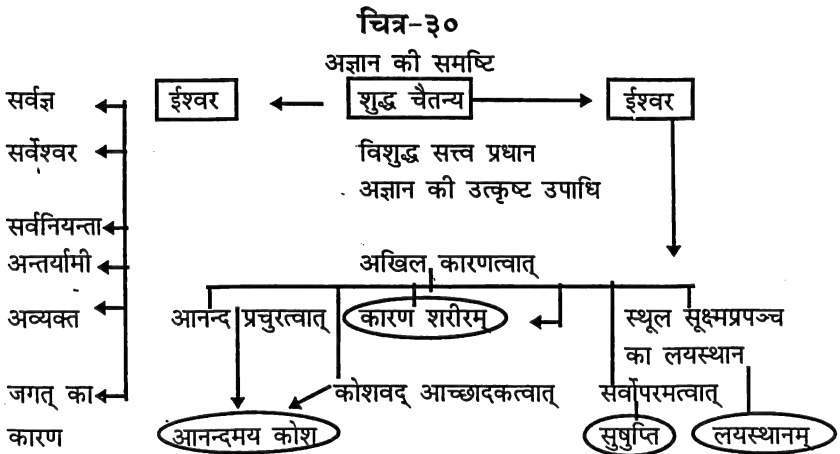 चित्र-३०
अज्ञान की समष्टि
सर्वज्ञ ईश्वर शुद्ध चैतन्य ईश्वर
सर्वेश्वर विशुद्ध सत्त्व प्रधान
अज्ञान की उत्कृष्ट उपाधि
सर्वनियन्ता
अन्तर्यामी अखिल कारणत्वात्
अव्यक्त आनन्द प्रचुरत्वात् कारण शरीरम् स्थूल सूक्ष्मप्रपञ्च
का लयस्थान
जगत् का कोशवद् आच्छादकत्वात् सर्वोपरमत्वात्
कारण आनन्दमय कोश सुषुप्ति लयस्थानम्